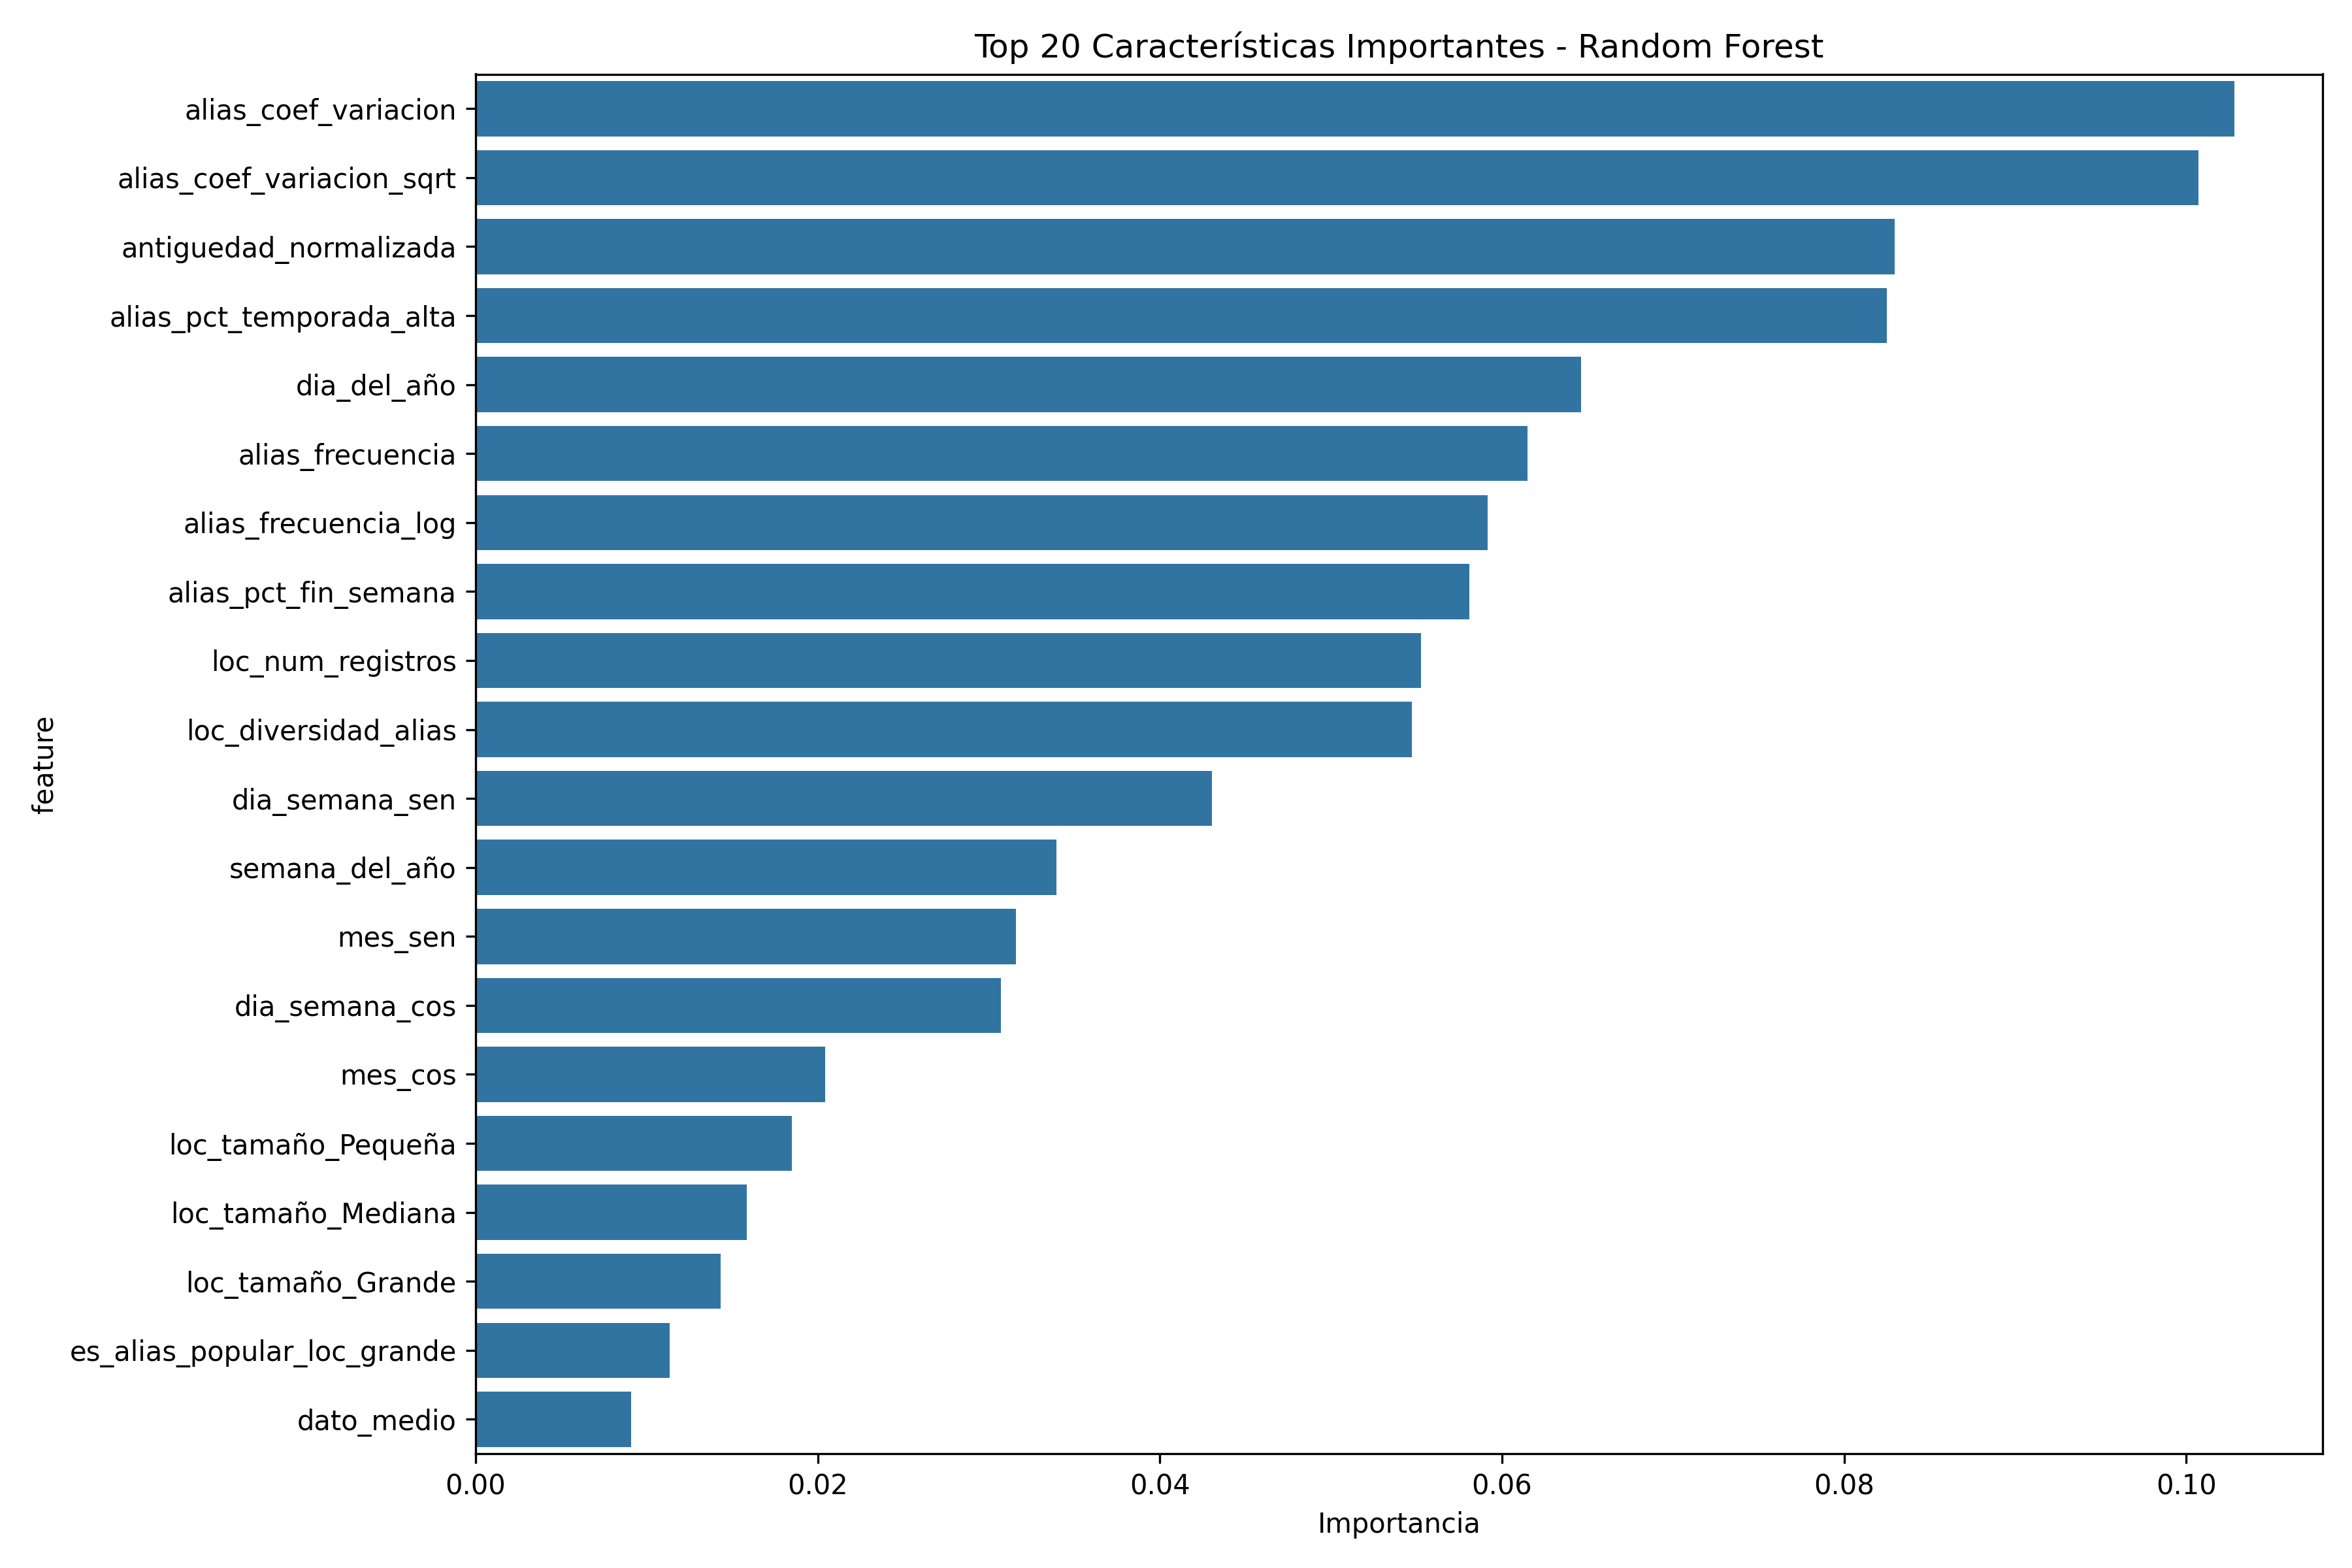 Top 20 Características Importantes - Random Forest
feature
alias_coef_variacion
alias_coef_variacion_sqrt
antiguedad_normalizada
alias_pct_temporada_alta
dia_del_año
alias_frecuencia
alias_frecuencia_log
alias_pct_fin_semana
loc_num_registros
loc_diversidad_alias
dia_semana_sen
semana_del_año
mes_sen
dia_semana_cos
mes_cos
loc_tamaño_Pequeña
loc_tamaño_Mediana
loc_tamaño_Grande
es_alias_popular_loc_grande
dato_medio
0.00 0.02 0.04 0.06 0.08 0.10
Importancia